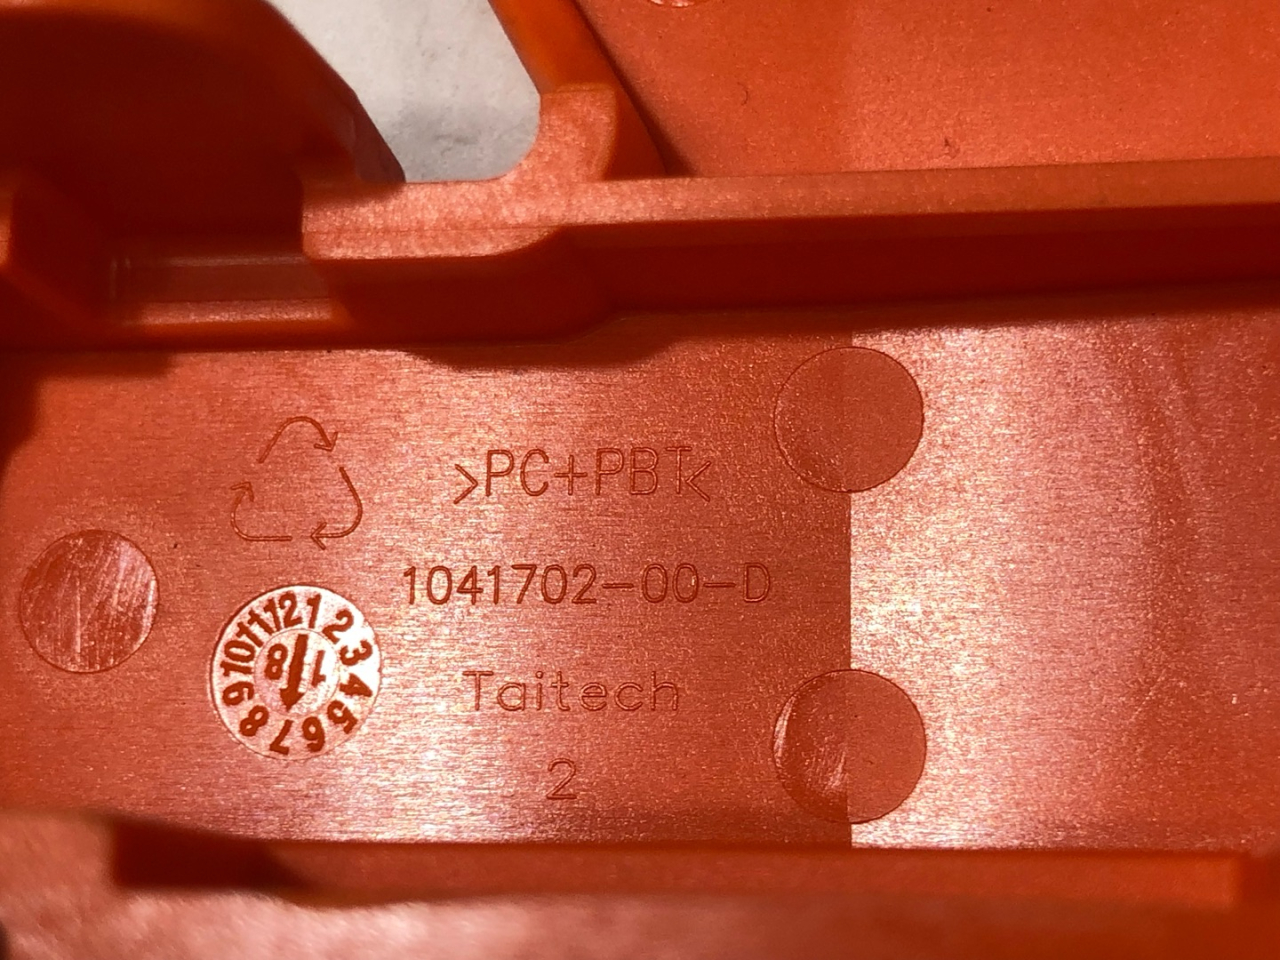 >PC+PBT<
1041702-00-D
Taitech
2
1 2 3 4 5 6 7 8 9 10 11 12
18